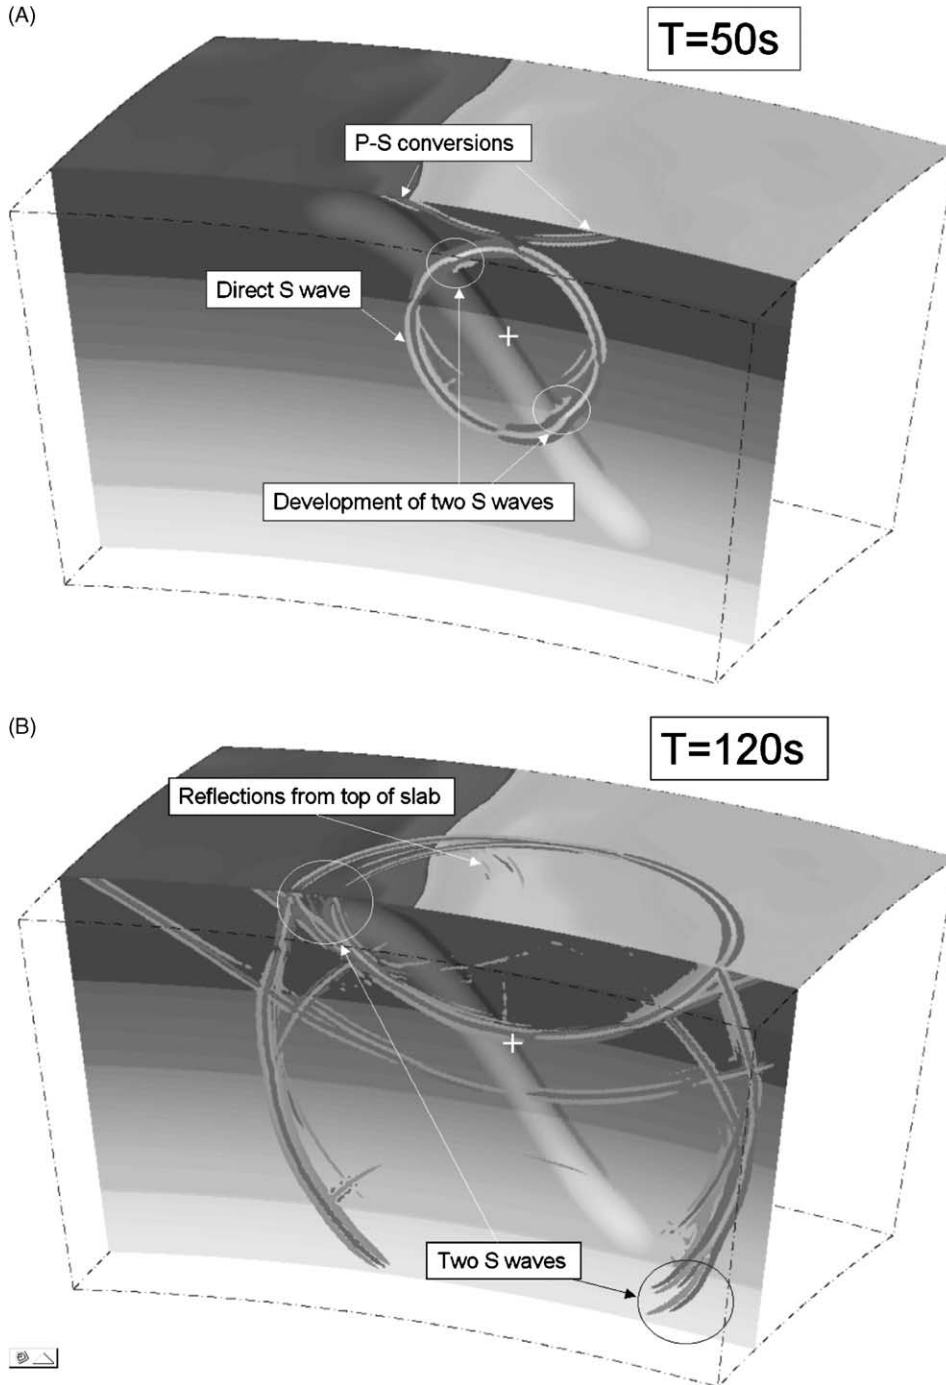 (A)
T=50s
P-S conversions
Direct S wave
Development of two S waves
(B)
T=120s
Reflections from top of slab
Two S waves